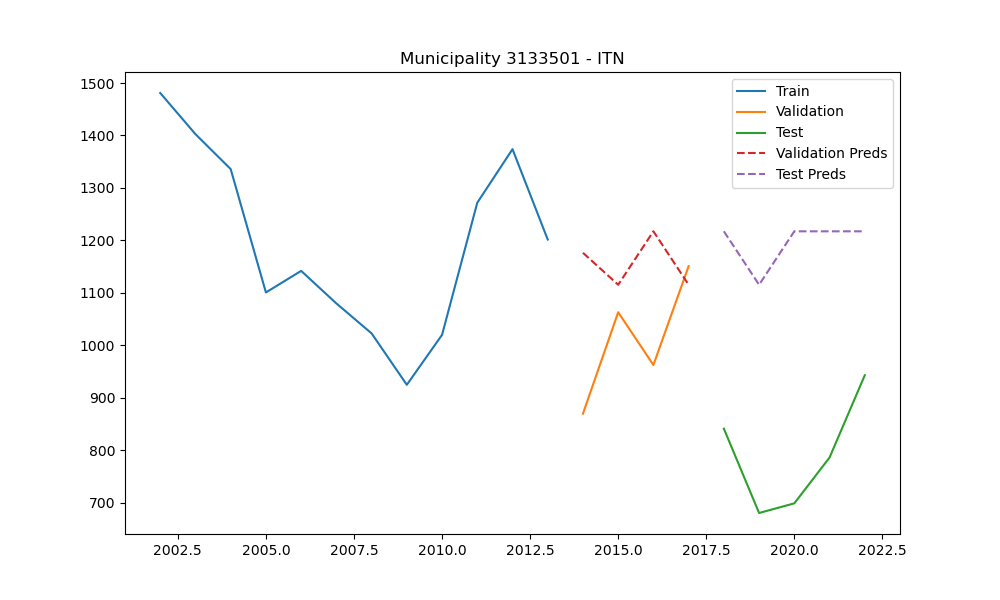 Municipality 3133501 - ITN
1500
1400
1300
1200
1100
1000
900
800
700
Train
Validation
Test
Validation Preds
Test Preds
2002.5 2005.0 2007.5 2010.0 2012.5 2015.0 2017.5 2020.0 2022.5